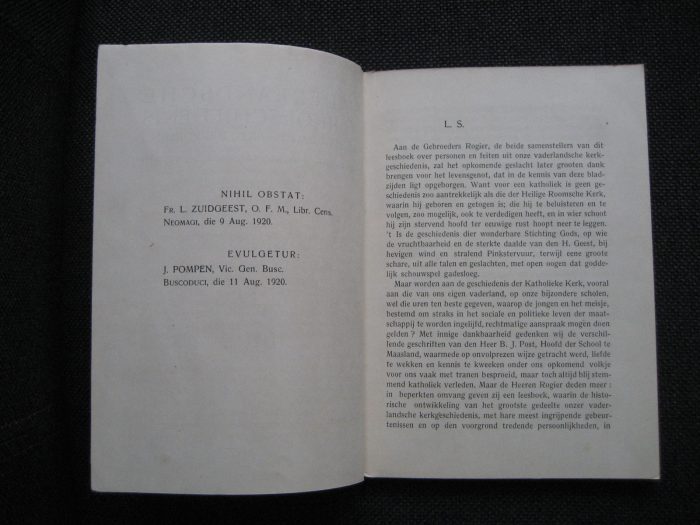 NIHIL OBSTAT:
FR. L. ZUIDGEEST, O. F. M., Libr. Cens.
NEOMAGI, die 9 Aug. 1920.
EVULGETUR:
J. POMPEN, Vic. Gen. Busc.
BUSCODUCI, die 11 Aug. 1920.
L. S.
Aan de Gebroeders Rogier, de beide samenstellers van dit
leesboek over personen en feiten uit onze vaderlandsche kerk-
geschiedenis, zal het opkomende geslacht later grooten dank
brengen voor het levensgenot, dat in de kennis van deze blad-
zijden ligt opgeborgen. Want voor een katholiek is geen ge-
schiedenis zoo aantrekkelijk als die der Heilige Roomsche Kerk,
waarin hij geboren en getogen is; die hij te beluisteren en te
volgen, zoo mogelijk, ook te verdedigen heeft, en in wier schoot
hij zijn stervend hoofd ter eeuwige rust hoopt neer te leggen.
't Is de geschiedenis dier wonderbare Stichting Gods, op wie
de vruchtbaarheid en de sterkte daalde van den H. Geest, bij
hevigen wind en stralend Pinkstervuur, terwijl eene groote
schare, uit alle talen en geslachten, met open oogen dat godde-
lijk schouwspel gadesloeg.
Maar worden aan de geschiedenis der Katholieke Kerk, vooral
aan die van ons eigen vaderland, op onze bijzondere scholen,
wel die uren ten beste gegeven, waarop de jongen en het meisje,
bestemd om straks in het sociale en politieke leven der maat-
schappij te worden ingelijfd, rechtmatige aanspraak mogen doen
gelden? Met innige dankbaarheid gedenken wij de verschil-
lende geschriften van den Heer B. J. Post, Hoofd der School te
Maasland, waarmede op onvolprezen wijze getracht werd, liefde
te wekken en kennis te kweeken onder ons opkomend volkje
voor ons vaak met tranen besproeid, maar toch altijd blij stem-
mend katholiek verleden. Maar de Heeren Rogier deden meer:
in beperkten omvang geven zij een leesboek, waarin de histo-
rische ontwikkeling van het grootste gedeelte onzer vader-
landsche kerkgeschiedenis, met hare meest ingrijpende gebeur-
tenissen en op den voorgrond tredende persoonlijkheden, in